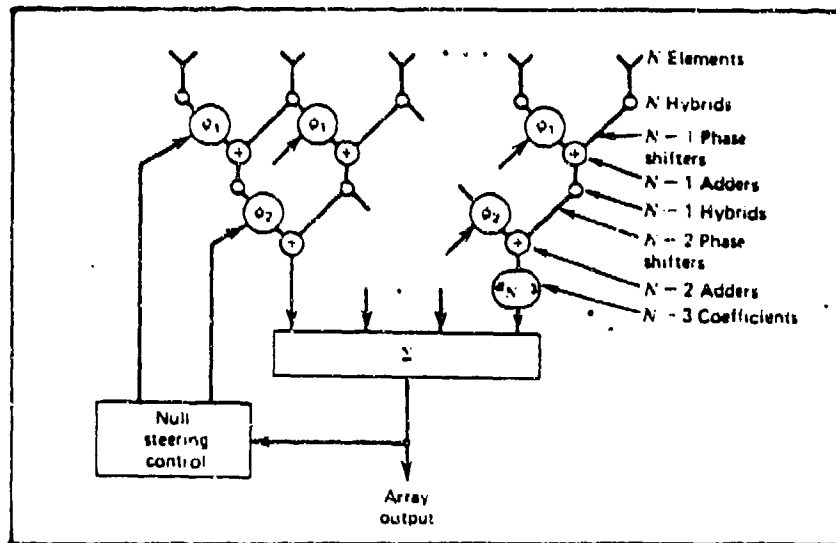 N Elements
N Hybrids
ϕ1
ϕ1
ϕ1
N − 1 Phase
shifters
+
+
+
N − 1 Adders
N − 1 Hybrids
ϕ2
ϕ2
N − 2 Phase
shifters
+
+
N − 2 Adders
N − 3 Coefficients
Σ
Null
steering
control
Array
output